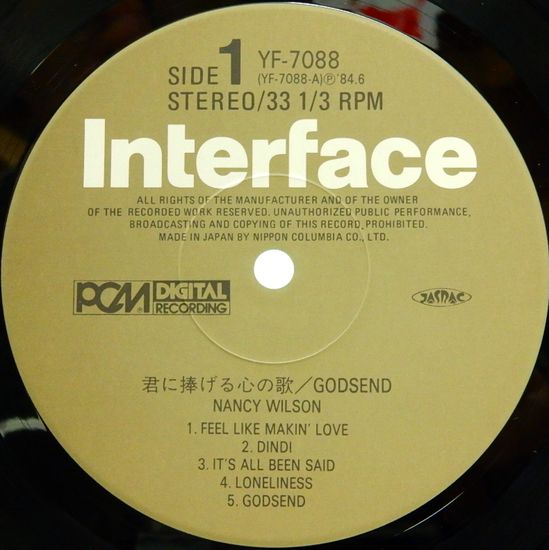 SIDE 1 YF-7088
(YF-7088-A)Ⓟ'84.6
STEREO/33 1/3 RPM
Interface
ALL RIGHTS OF THE MANUFACTURER AND OF THE OWNER
OF THE RECORDED WORK RESERVED. UNAUTHORIZED PUBLIC PERFORMANCE,
BROADCASTING AND COPYING OF THIS RECORD PROHIBITED.
MADE IN JAPAN BY NIPPON COLUMBIA CO., LTD.
PCM DIGITAL RECORDING
JASRAC
君に捧げる心の歌/GODSEND
NANCY WILSON
1. FEEL LIKE MAKIN' LOVE
2. DINDI
3. IT'S ALL BEEN SAID
4. LONELINESS
5. GODSEND